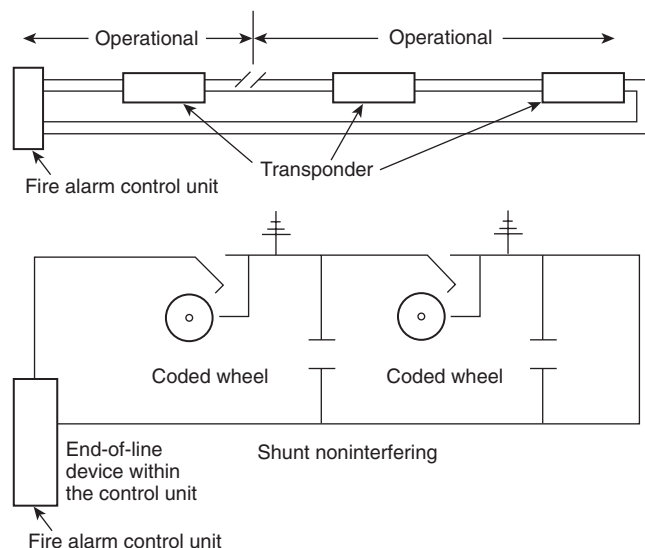 Operational
Operational
Transponder
Fire alarm control unit
Coded wheel
Coded wheel
End-of-line
device within
the control unit
Shunt noninterfering
Fire alarm control unit